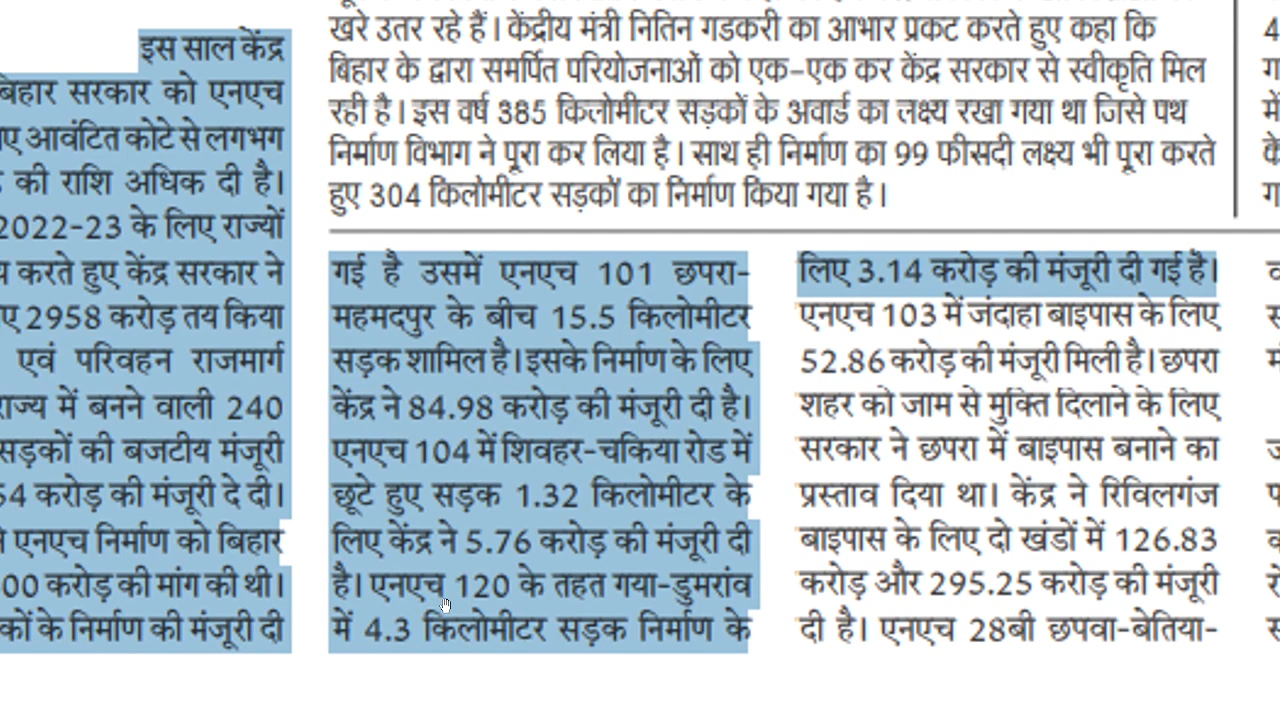 खरे उतर रहे हैं। केंद्रीय मंत्री नितिन गडकरी का आभार प्रकट करते हुए कहा कि
बिहार के द्वारा समर्पित परियोजनाओं को एक-एक कर केंद्र सरकार से स्वीकृति मिल
रही है। इस वर्ष 385 किलोमीटर सड़कों के अवार्ड का लक्ष्य रखा गया था जिसे पथ
निर्माण विभाग ने पूरा कर लिया है। साथ ही निर्माण का 99 फीसदी लक्ष्य भी पूरा करते
हुए 304 किलोमीटर सड़कों का निर्माण किया गया है।
इस साल केंद्र
बिहार सरकार को एनएच
आवंटित कोटे से लगभग
की राशि अधिक दी है।
2022-23 के लिए राज्यों
करते हुए केंद्र सरकार ने
2958 करोड़ तय किया
एवं परिवहन राजमार्ग
राज्य में बनने वाली 240
सड़कों की बजटीय मंजूरी
करोड़ की मंजूरी दे दी।
एनएच निर्माण को बिहार
करोड़ की मांग की थी।
के निर्माण की मंजूरी दी
गई है उसमें एनएच 101 छपरा-
महमदपुर के बीच 15.5 किलोमीटर
सड़क शामिल है। इसके निर्माण के लिए
केंद्र ने 84.98 करोड़ की मंजूरी दी है।
एनएच 104 में शिवहर-चकिया रोड में
छूटे हुए सड़क 1.32 किलोमीटर के
लिए केंद्र ने 5.76 करोड़ की मंजूरी दी
है। एनएच 120 के तहत गया-डुमरांव
में 4.3 किलोमीटर सड़क निर्माण के
लिए 3.14 करोड़ की मंजूरी दी गई है।
एनएच 103 में जंदाहा बाइपास के लिए
52.86 करोड़ की मंजूरी मिली है। छपरा
शहर को जाम से मुक्ति दिलाने के लिए
सरकार ने छपरा में बाइपास बनाने का
प्रस्ताव दिया था। केंद्र ने रिविलगंज
बाइपास के लिए दो खंडों में 126.83
करोड़ और 295.25 करोड़ की मंजूरी
दी है। एनएच 28बी छपवा-बेतिया-